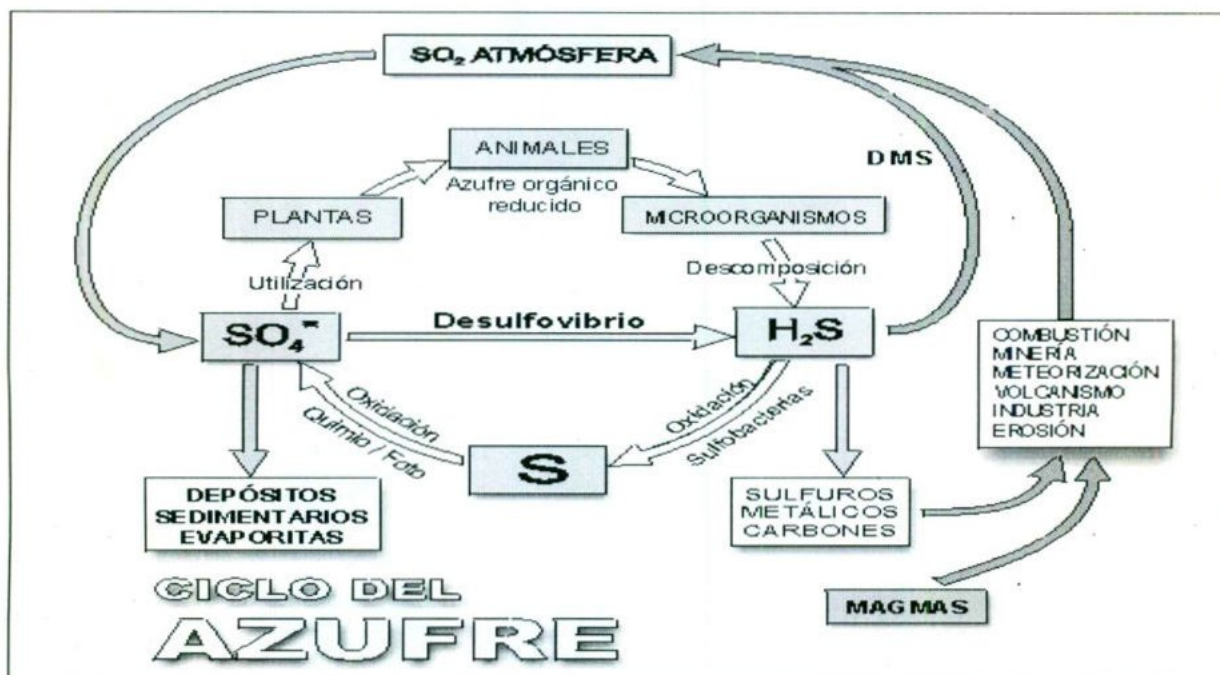 SO₂ ATMÓSFERA
DMS
ANIMALES
Azufre orgánico
reducido
PLANTAS
MICROORGANISMOS
Utilización
Descomposición
SO₄⁼
Desulfovibrio
H₂S
COMBUSTIÓN
MINERÍA
METEORIZACIÓN
VOLCANISMO
INDUSTRIA
EROSIÓN
Oxidación
Quimio / Foto
S
Oxidación
Sulfobacterias
DEPÓSITOS
SEDIMENTARIOS
EVAPORITAS
SULFUROS
METÁLICOS
CARBONES
MAGMAS
CICLO DEL
AZUFRE